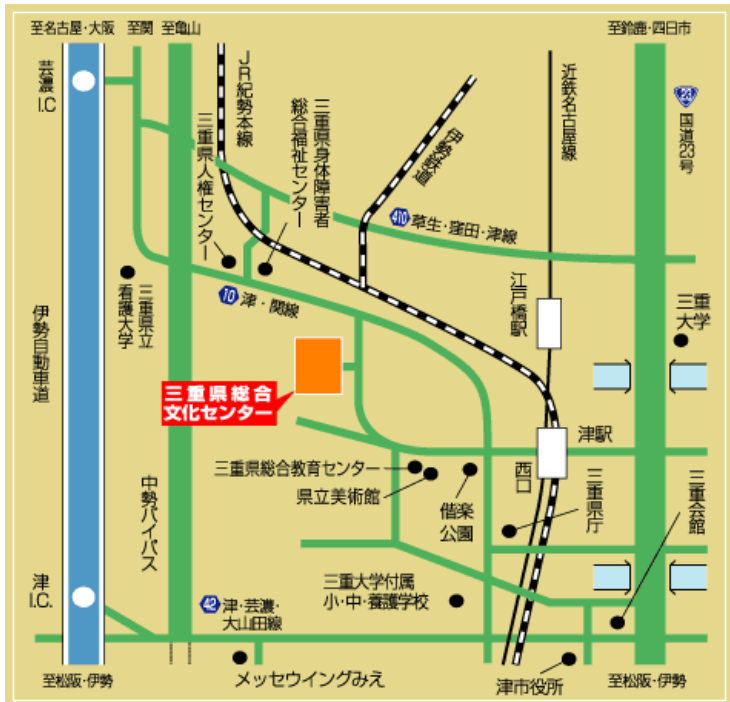 至名古屋・大阪
至関
至亀山
至鈴鹿・四日市
芸濃
I.C
JR紀勢本線
三重県人権センター
三重県身体障害者
総合福祉センター
伊勢鉄道
近鉄名古屋線
23
国道23号
410 草生・窪田・津線
三重県立
看護大学
10 津・関線
江戸橋駅
三重
大学
伊勢自動車道
三重県総合
文化センター
津駅
西口
三重県総合教育センター
県立美術館
偕楽
公園
三重県庁
三重会館
中勢バイパス
津
I.C.
42 津・芸濃・
大山田線
三重大学付属
小・中・養護学校
至松阪・伊勢
メッセウイングみえ
津市役所
至松阪・伊勢